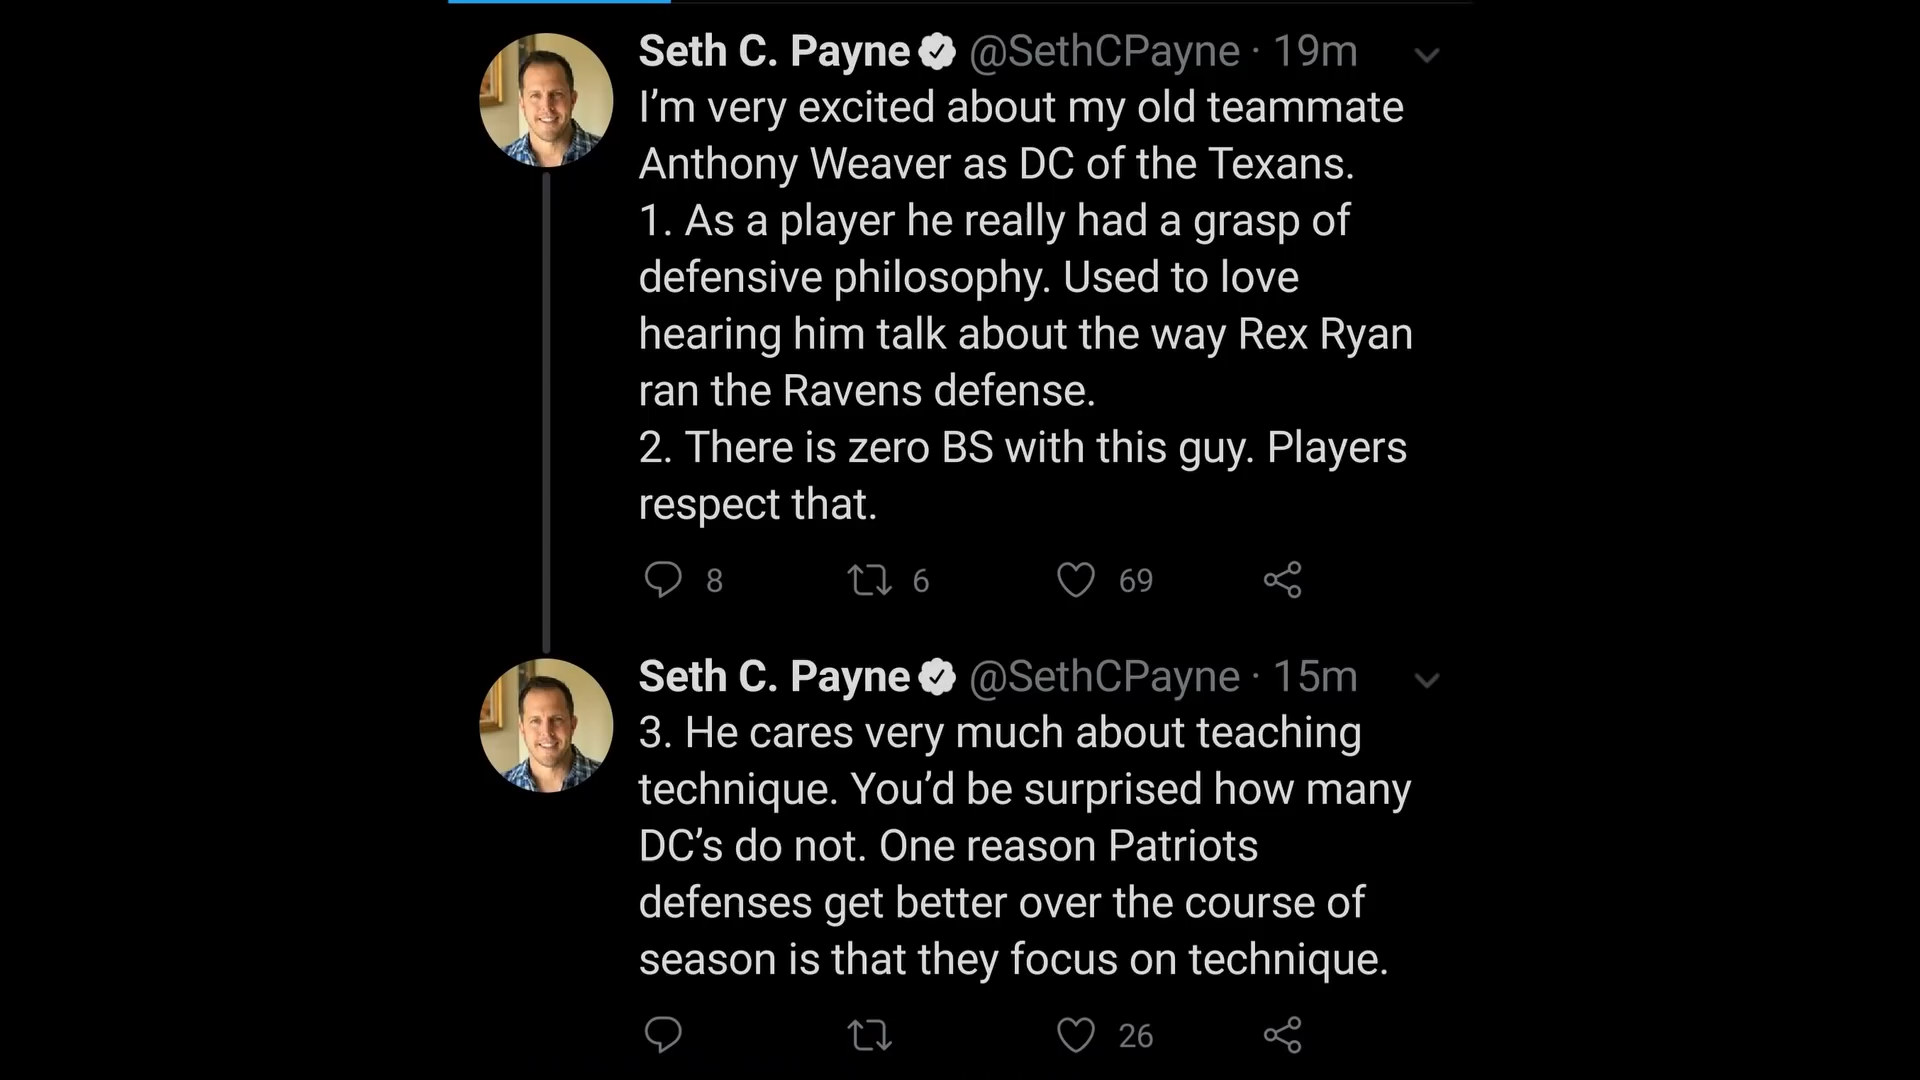 Seth C. Payne @SethCPayne · 19m
I’m very excited about my old teammate
Anthony Weaver as DC of the Texans.
1. As a player he really had a grasp of
defensive philosophy. Used to love
hearing him talk about the way Rex Ryan
ran the Ravens defense.
2. There is zero BS with this guy. Players
respect that.
8 6 69
Seth C. Payne @SethCPayne · 15m
3. He cares very much about teaching
technique. You’d be surprised how many
DC’s do not. One reason Patriots
defenses get better over the course of
season is that they focus on technique.
26